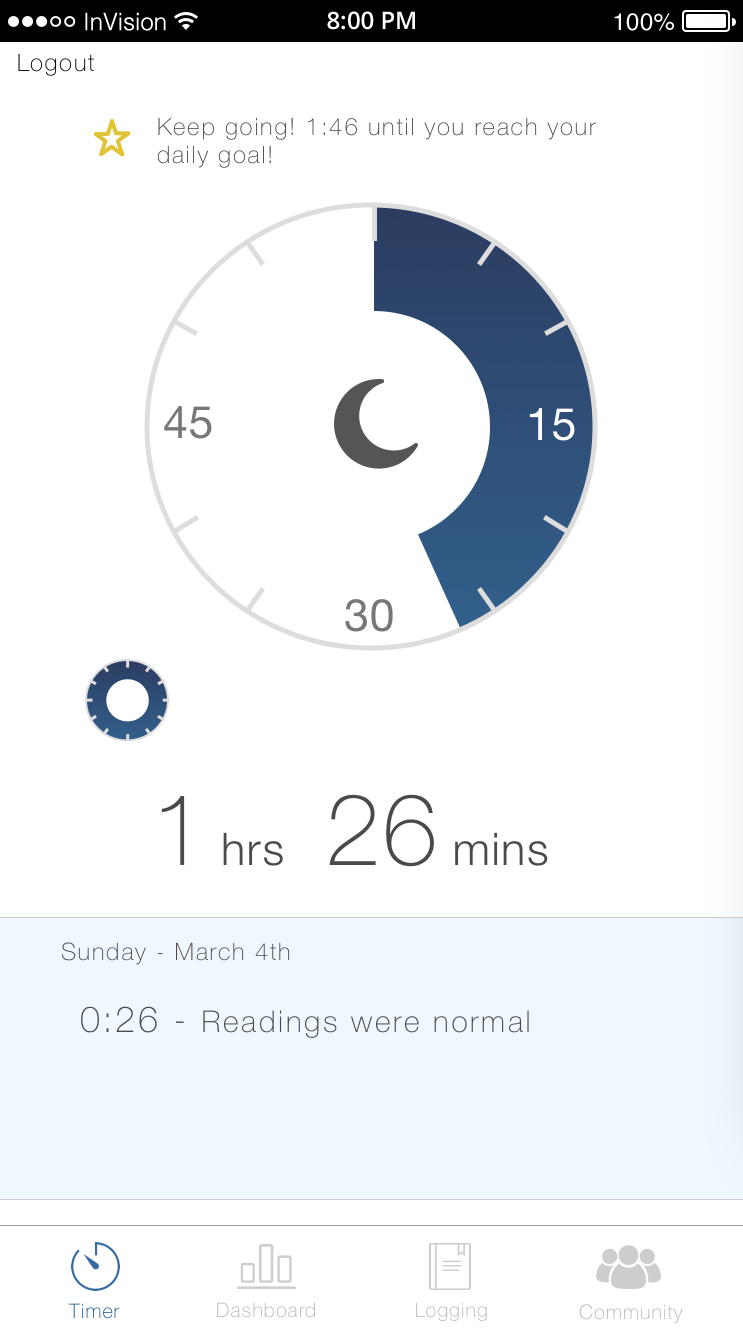 InVision 8:00 PM 100%
Logout
Keep going! 1:46 until you reach your
daily goal!
45
15
30
1 hrs 26 mins
Sunday - March 4th
0:26 - Readings were normal
Timer Dashboard Logging Community